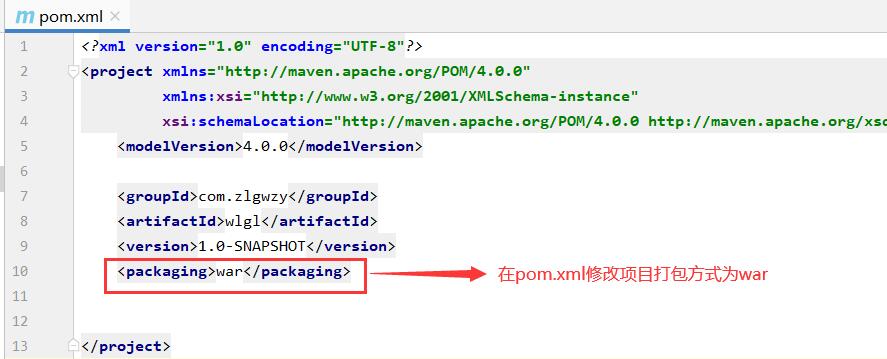 m pom.xml
1 <?xml version="1.0" encoding="UTF-8"?>
2 <project xmlns="http://maven.apache.org/POM/4.0.0"
3 xmlns:xsi="http://www.w3.org/2001/XMLSchema-instance"
4 xsi:schemaLocation="http://maven.apache.org/POM/4.0.0 http://maven.apache.org/xsd
5 <modelVersion>4.0.0</modelVersion>
6
7 <groupId>com.zlgwzy</groupId>
8 <artifactId>wlgl</artifactId>
9 <version>1.0-SNAPSHOT</version>
10 <packaging>war</packaging> 在pom.xml修改项目打包方式为war
11
12
13 </project>